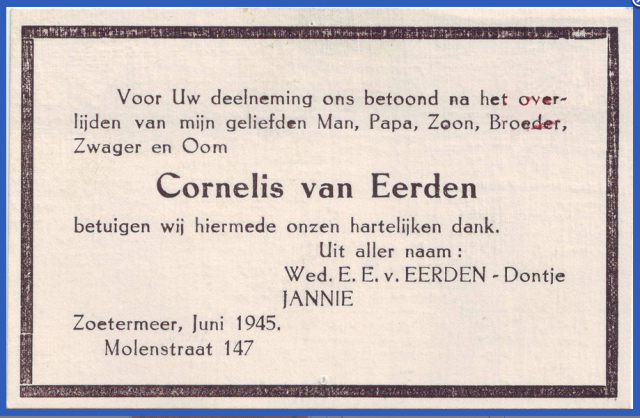 Voor Uw deelneming ons betoond na het over-
lijden van mijn geliefden Man, Papa, Zoon, Broeder,
Zwager en Oom
Cornelis van Eerden
betuigen wij hiermede onzen hartelijken dank.
Uit aller naam :
Wed. E. E. v. EERDEN - Dontje
JANNIE
Zoetermeer, Juni 1945.
Molenstraat 147